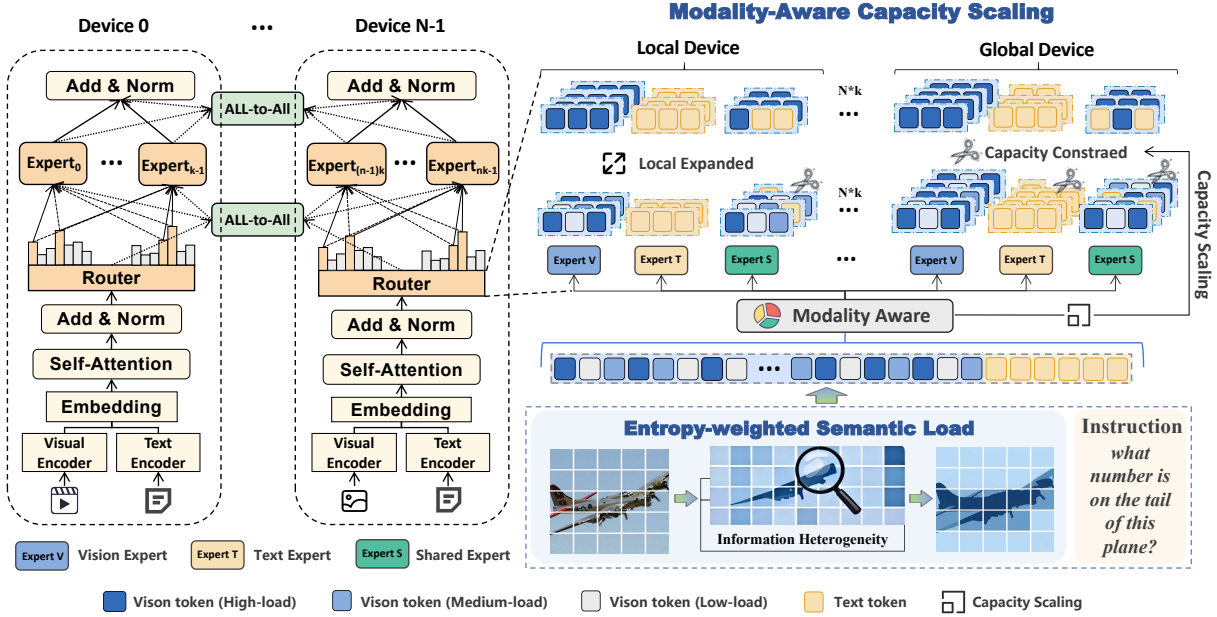 Device 0
...
Device N-1
Modality-Aware Capacity Scaling
Add & Norm
ALL-to-All
Add & Norm
Expert0
...
Expertk-1
Expert(n-1)k
...
Expertnk-1
ALL-to-All
Router
Router
Add & Norm
Add & Norm
Self-Attention
Self-Attention
Embedding
Embedding
Visual
Encoder
Text
Encoder
Visual
Encoder
Text
Encoder
Local Device
Global Device
N*k
...
Local Expanded
Capacity Constraed
N*k
...
Capacity Scaling
Expert V
Expert T
Expert S
...
Expert V
Expert T
Expert S
Modality Aware
...
Entropy-weighted Semantic Load
Information Heterogeneity
Instruction
what
number is
on the tail
of this
plane?
Expert V
Vision Expert
Expert T
Text Expert
Expert S
Shared Expert
Vison token (High-load)
Vison token (Medium-load)
Vison token (Low-load)
Text token
Capacity Scaling